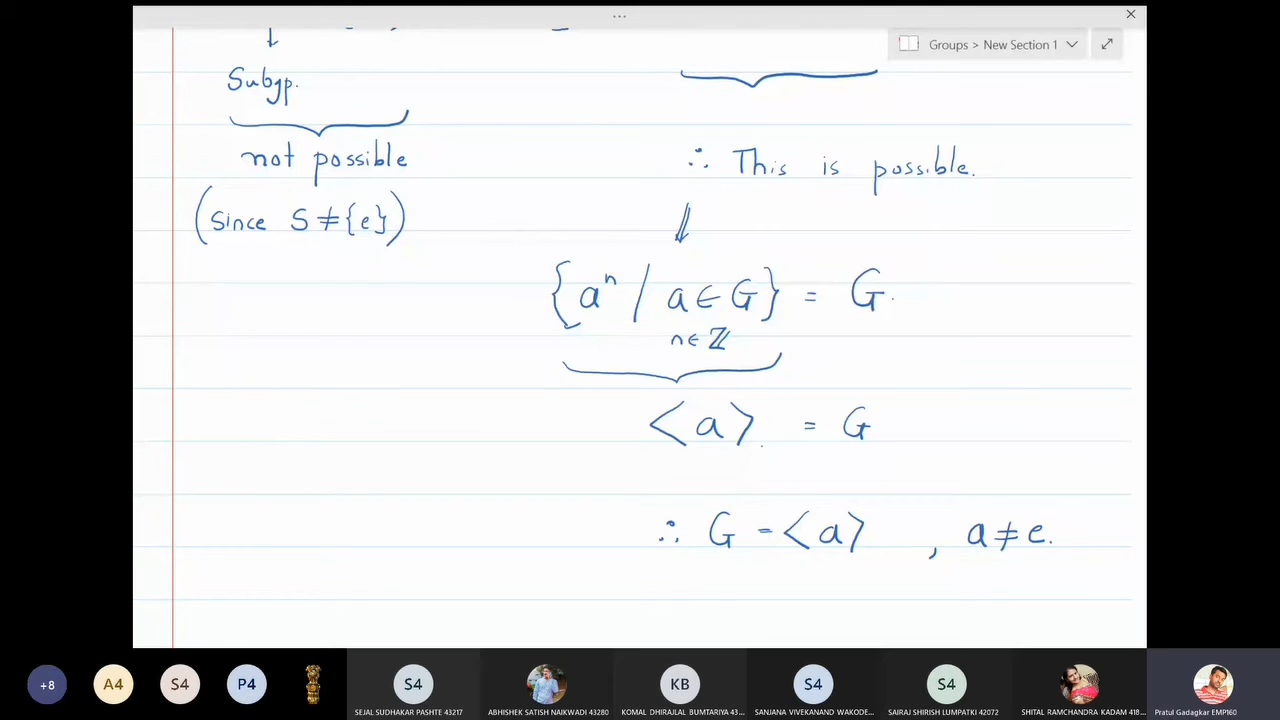 Groups > New Section 1
Subgp.
not possible
(Since S ≠ {e})
∴ This is possible.
{aⁿ / a ∈ G} = G.
n ∈ ℤ
<a> = G
∴ G = <a> , a ≠ e.
+8
A4
S4
P4
S4
KB
S4
S4
SEJAL SUDHAKAR PASHTE 43217
ABHISHEK SATISH NAIKWADI 43280
KOMAL DHIRAJLAL BUMTARIYA 43...
SANJANA VIVEKANAND WAKODE...
SAIRAJ SHIRISH LUMPATKI 42072
SHITAL RAMCHANDRA KADAM 418...
Pratul Gadagkar EMP160